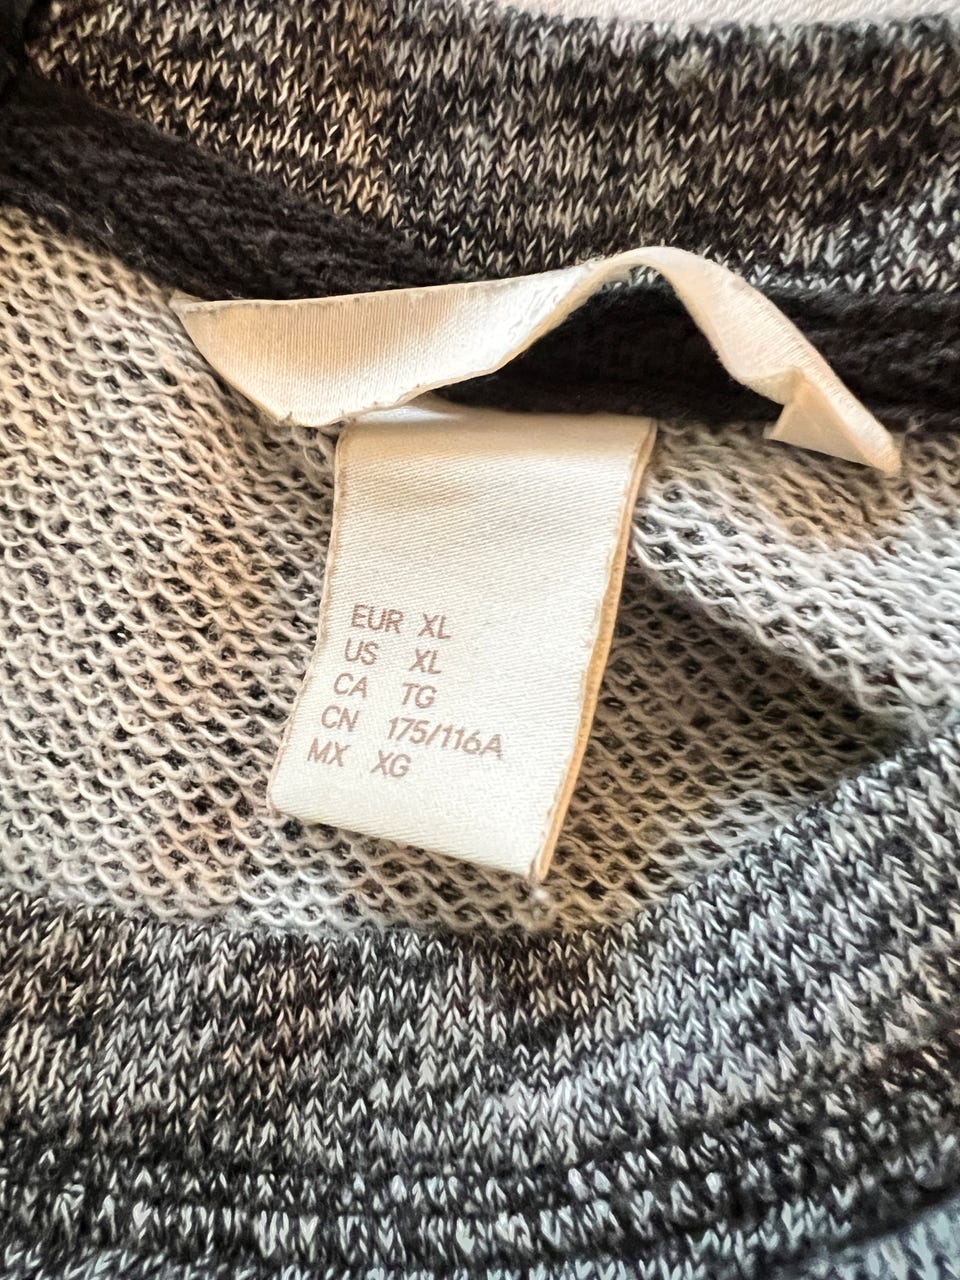 EUR XL
US XL
CA TG
CN 175/116A
MX XG